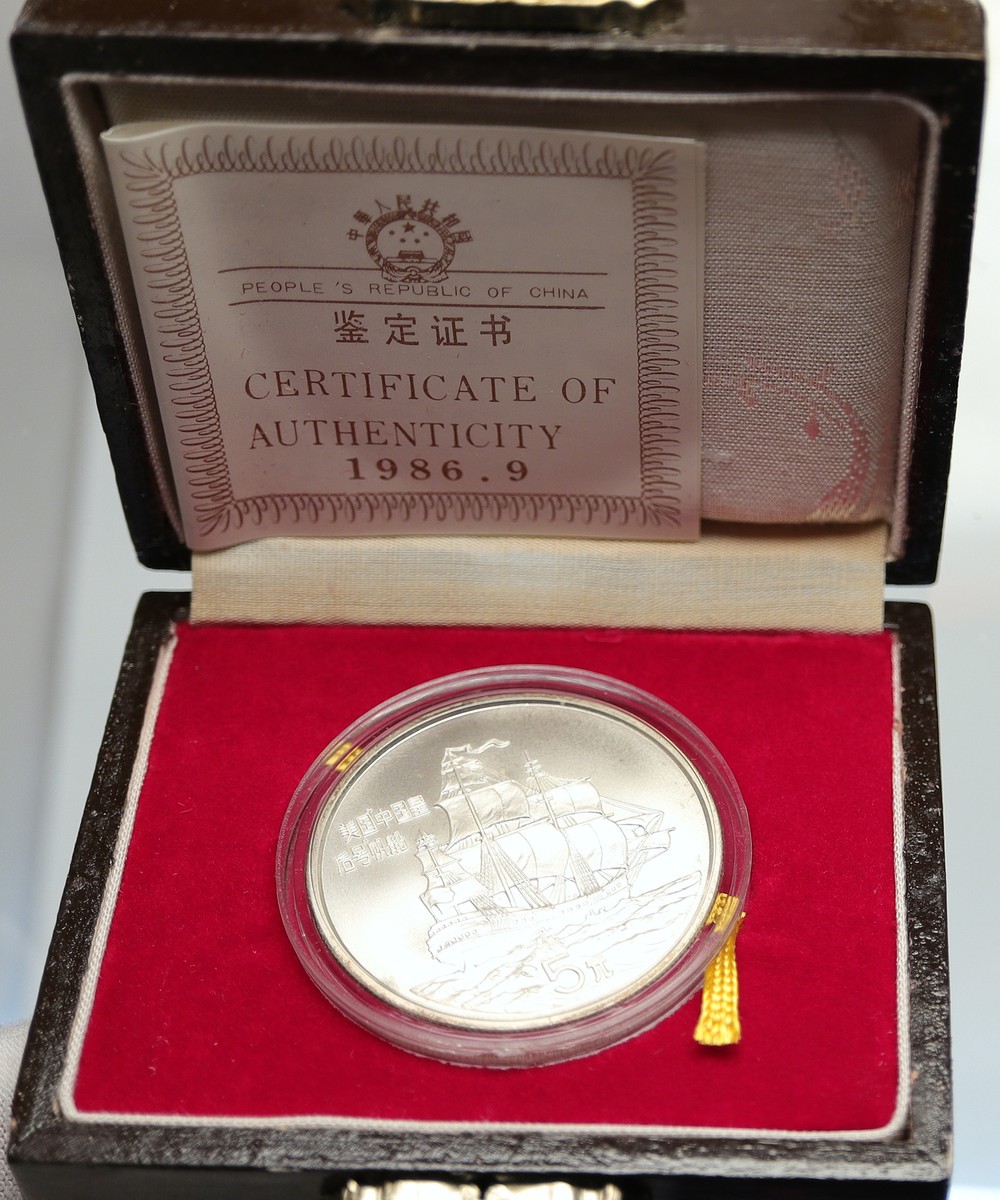 中华人民共和国
PEOPLE'S REPUBLIC OF CHINA
鉴定证书
CERTIFICATE OF
AUTHENTICITY
1986.9
美国中国皇
后号帆船
5元